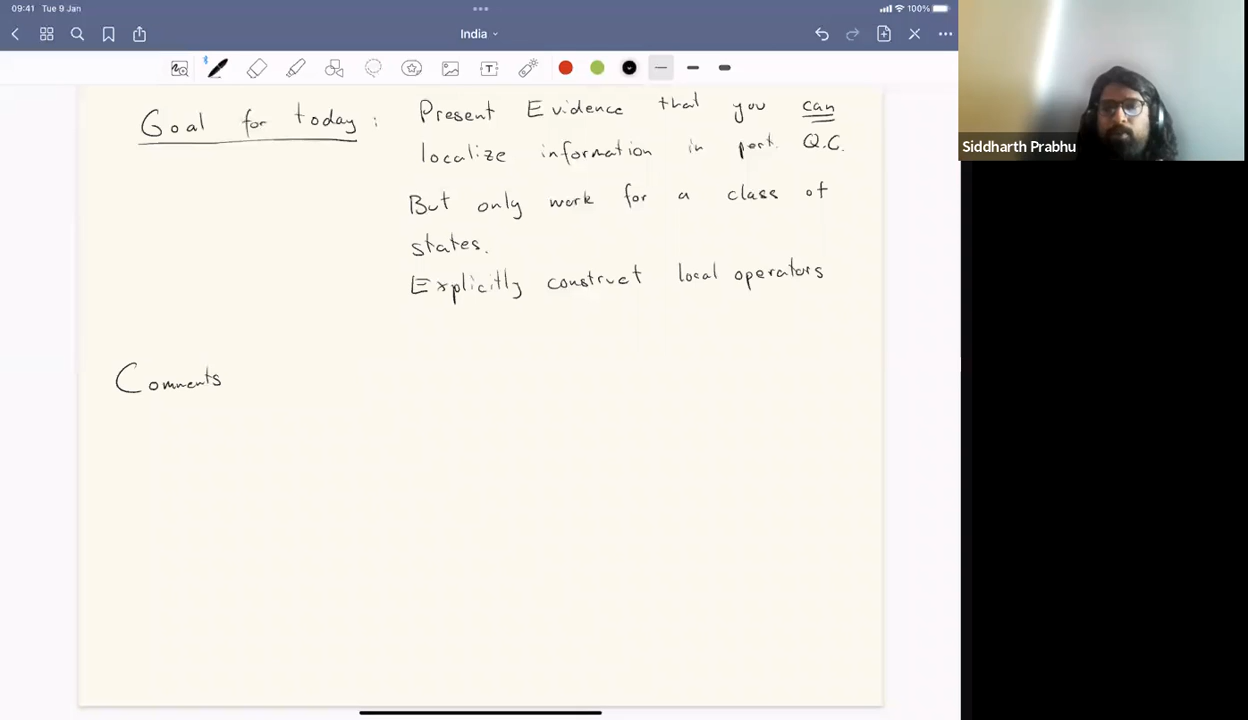 09:41 Tue 9 Jan
100%
India
Siddharth Prabhu
Goal for today: Present Evidence that you can
localize information in pert. Q.G.
But only work for a class of
states.
Explicitly construct local operators
Comments